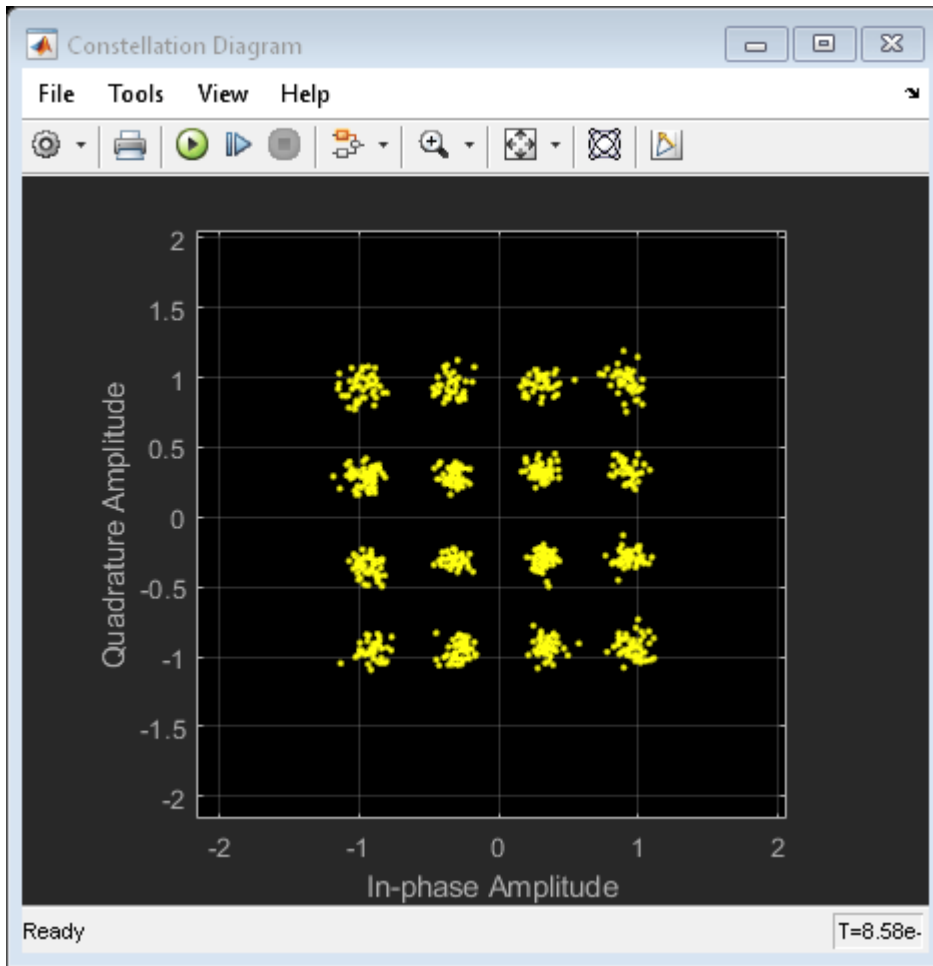 Constellation Diagram
File Tools View Help
2
1.5
1
0.5
0
-0.5
-1
-1.5
-2
Quadrature Amplitude
-2 -1 0 1 2
In-phase Amplitude
Ready T=8.58e-